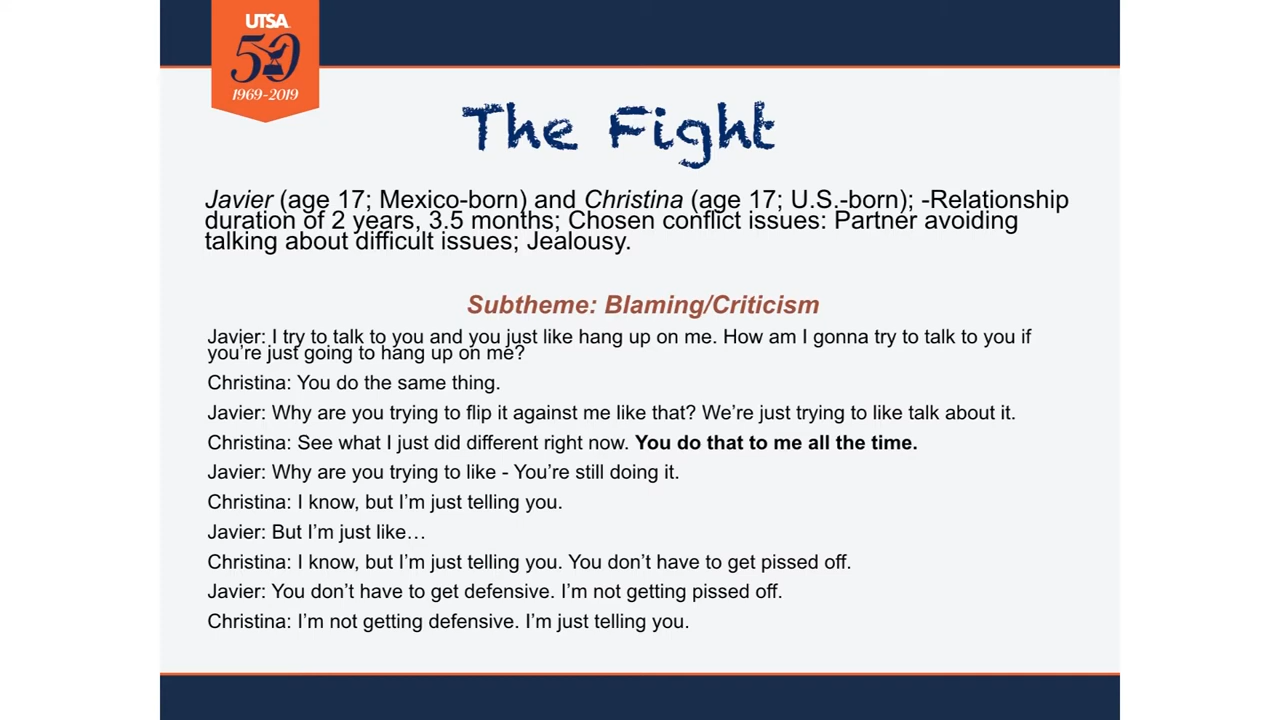 UTSA
50
1969-2019
The Fight
Javier (age 17; Mexico-born) and Christina (age 17; U.S.-born); -Relationship
duration of 2 years, 3.5 months; Chosen conflict issues: Partner avoiding
talking about difficult issues; Jealousy.
Subtheme: Blaming/Criticism
Javier: I try to talk to you and you just like hang up on me. How am I gonna try to talk to you if
you’re just going to hang up on me?
Christina: You do the same thing.
Javier: Why are you trying to flip it against me like that? We’re just trying to like talk about it.
Christina: See what I just did different right now. You do that to me all the time.
Javier: Why are you trying to like - You’re still doing it.
Christina: I know, but I’m just telling you.
Javier: But I’m just like…
Christina: I know, but I’m just telling you. You don’t have to get pissed off.
Javier: You don’t have to get defensive. I’m not getting pissed off.
Christina: I’m not getting defensive. I’m just telling you.